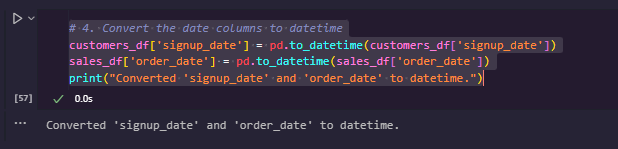 # 4. Convert the date columns to datetime
customers_df['signup_date'] = pd.to_datetime(customers_df['signup_date'])
sales_df['order_date'] = pd.to_datetime(sales_df['order_date'])
print("Converted 'signup_date' and 'order_date' to datetime.")
[57]
0.0s
Converted 'signup_date' and 'order_date' to datetime.